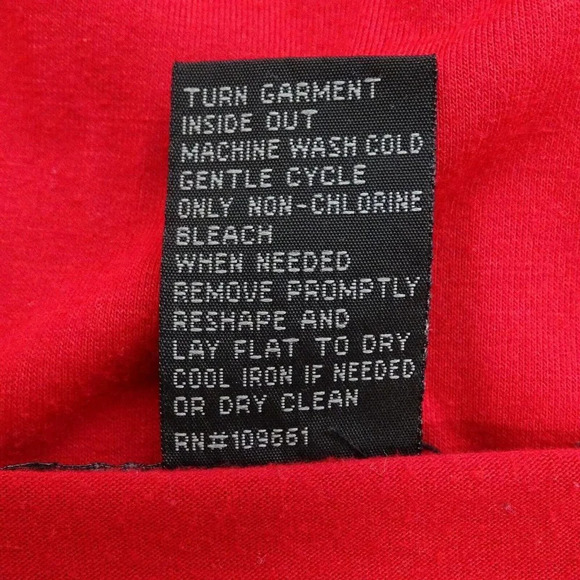 TURN GARMENT
INSIDE OUT
MACHINE WASH COLD
GENTLE CYCLE
ONLY NON-CHLORINE
BLEACH
WHEN NEEDED
REMOVE PROMPTLY
RESHAPE AND
LAY FLAT TO DRY
COOL IRON IF NEEDED
OR DRY CLEAN
RN#109661